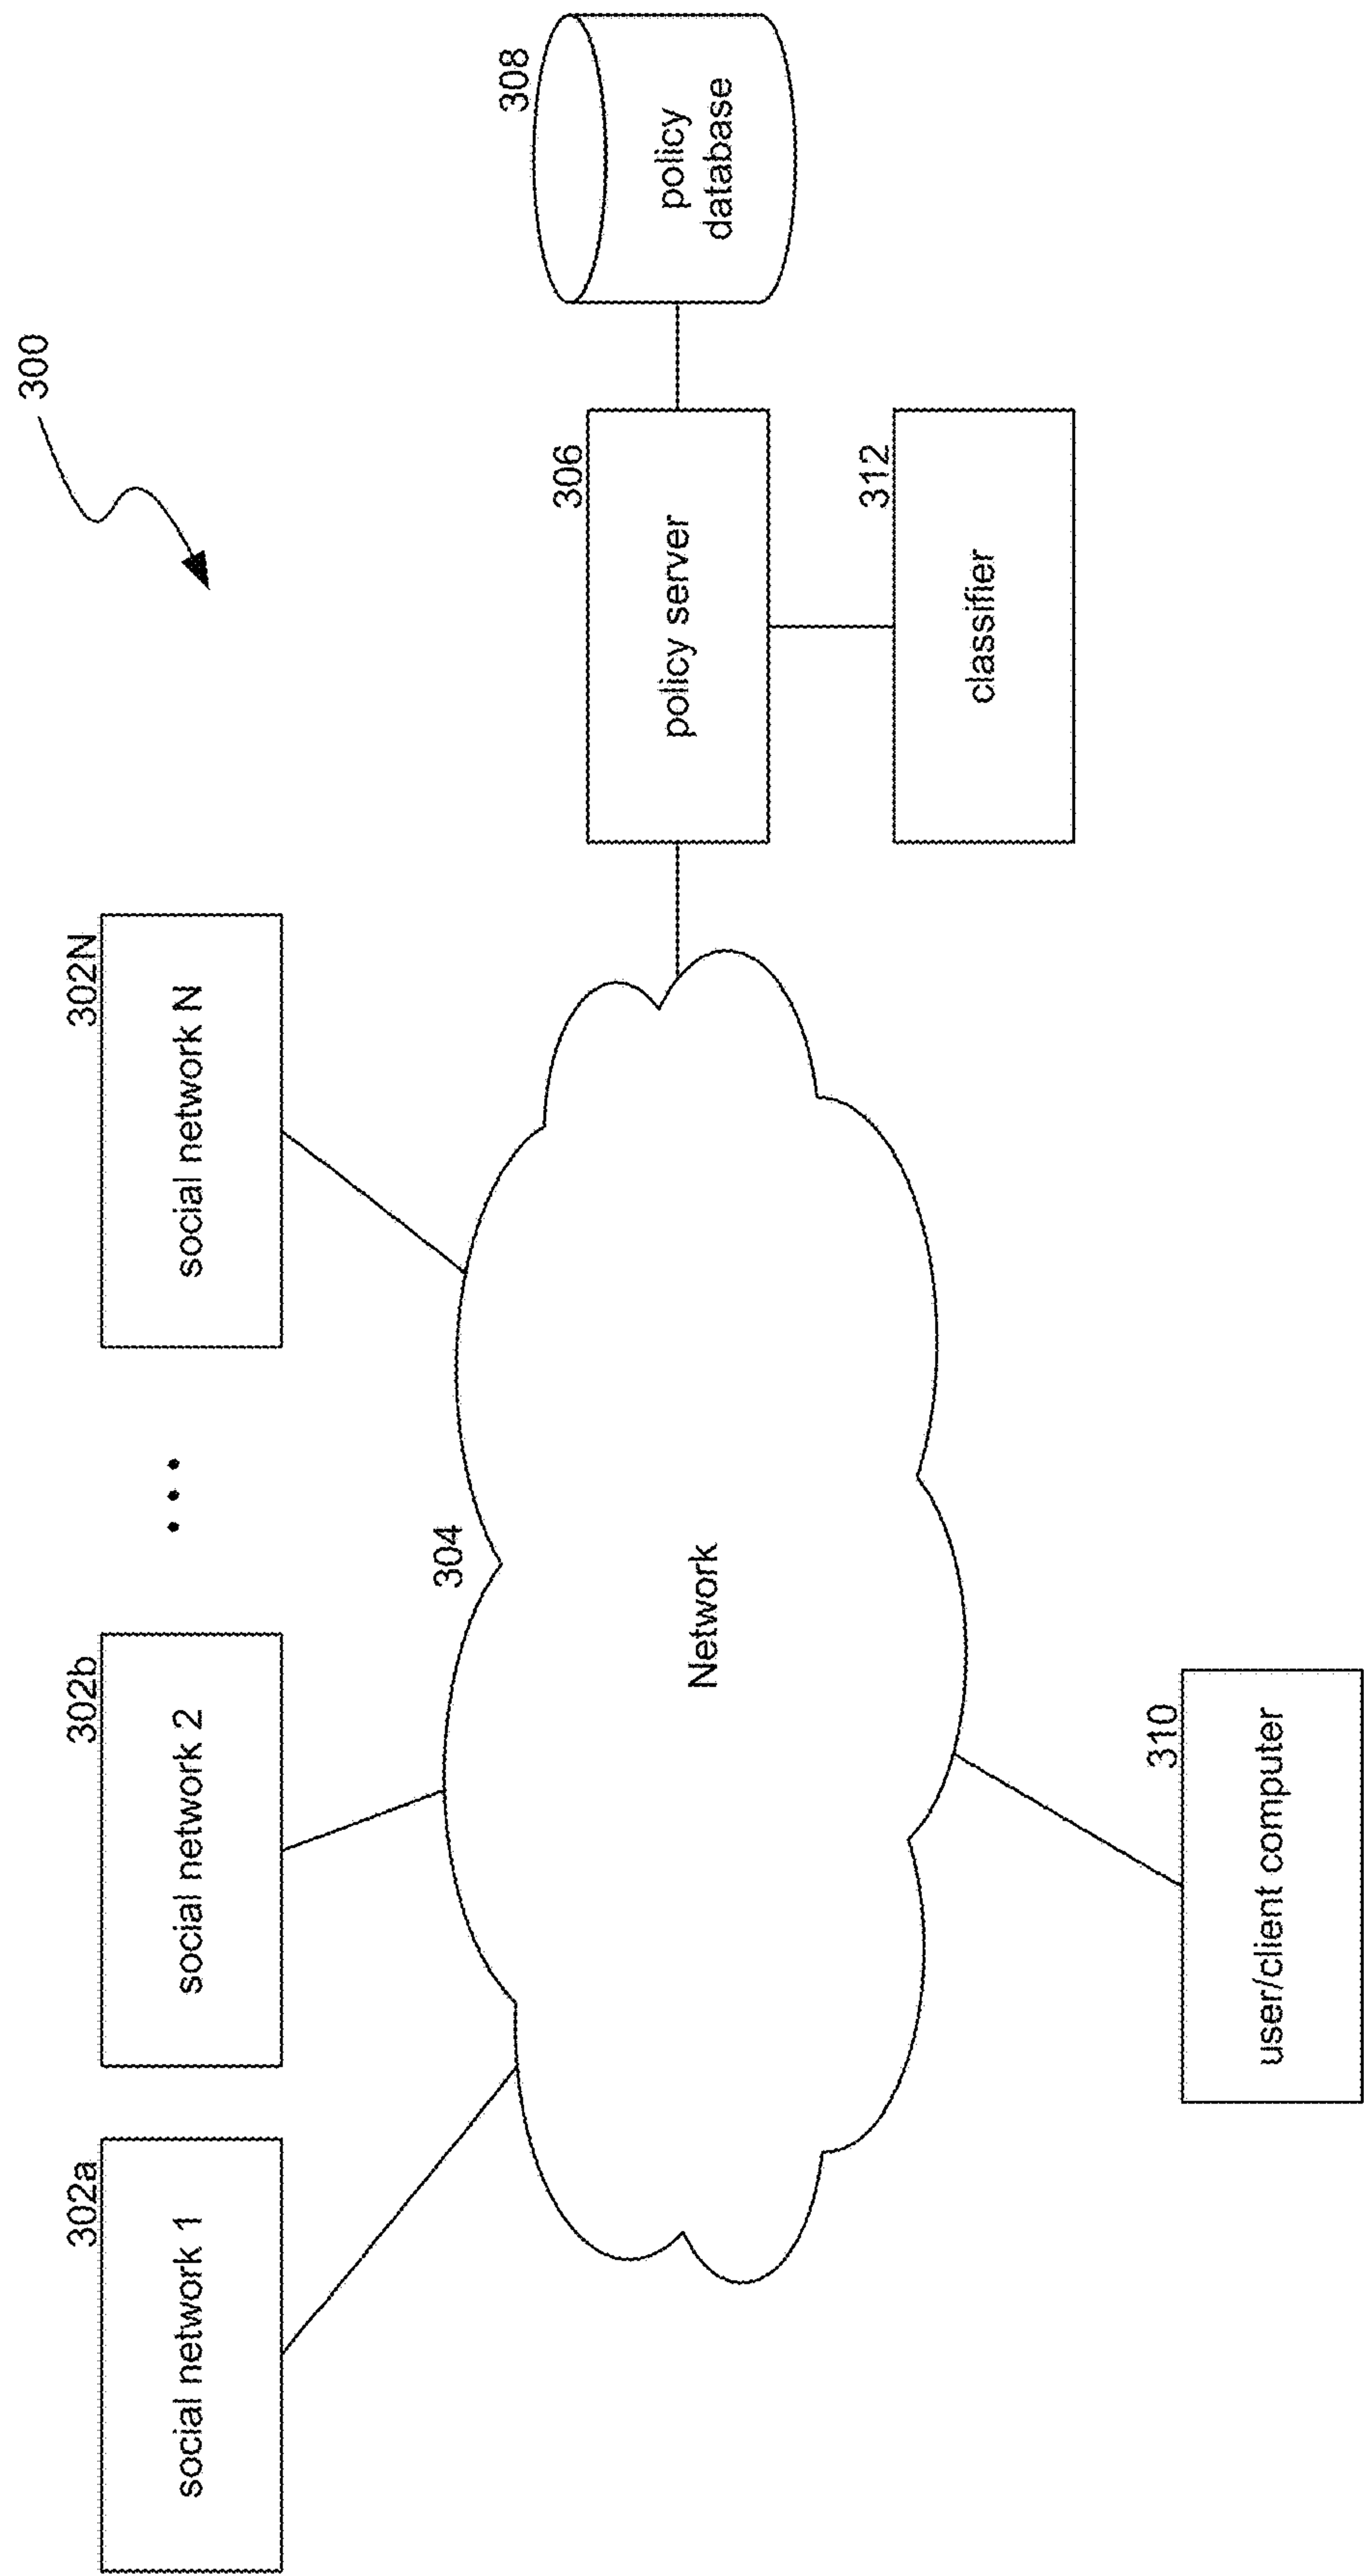 300
302a
social network 1
302b
social network 2
...
302N
social network N
304
Network
306
policy server
308
policy
database
312
classifier
310
user/client computer